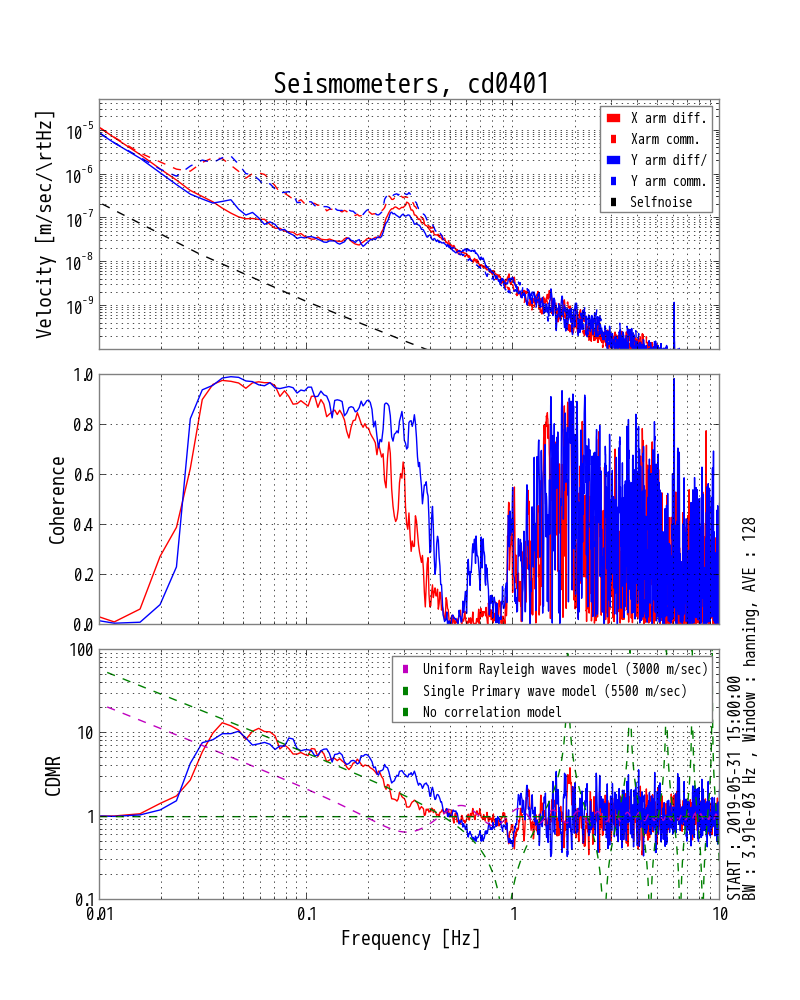 Seismometers, cd0401
Velocity [m/sec/\rtHz]
10^-5
10^-6
10^-7
10^-8
10^-9
X arm diff.
Xarm comm.
Y arm diff/
Y arm comm.
Selfnoise
Coherence
1.0
0.8
0.6
0.4
0.2
0.0
CDMR
100
10
1
0.1
Uniform Rayleigh waves model (3000 m/sec)
Single Primary wave model (5500 m/sec)
No correlation model
0.01
0.1
1
10
Frequency [Hz]
START : 2019-05-31 15:00:00
BW : 3.91e-03 Hz , Window : hanning, AVE : 128